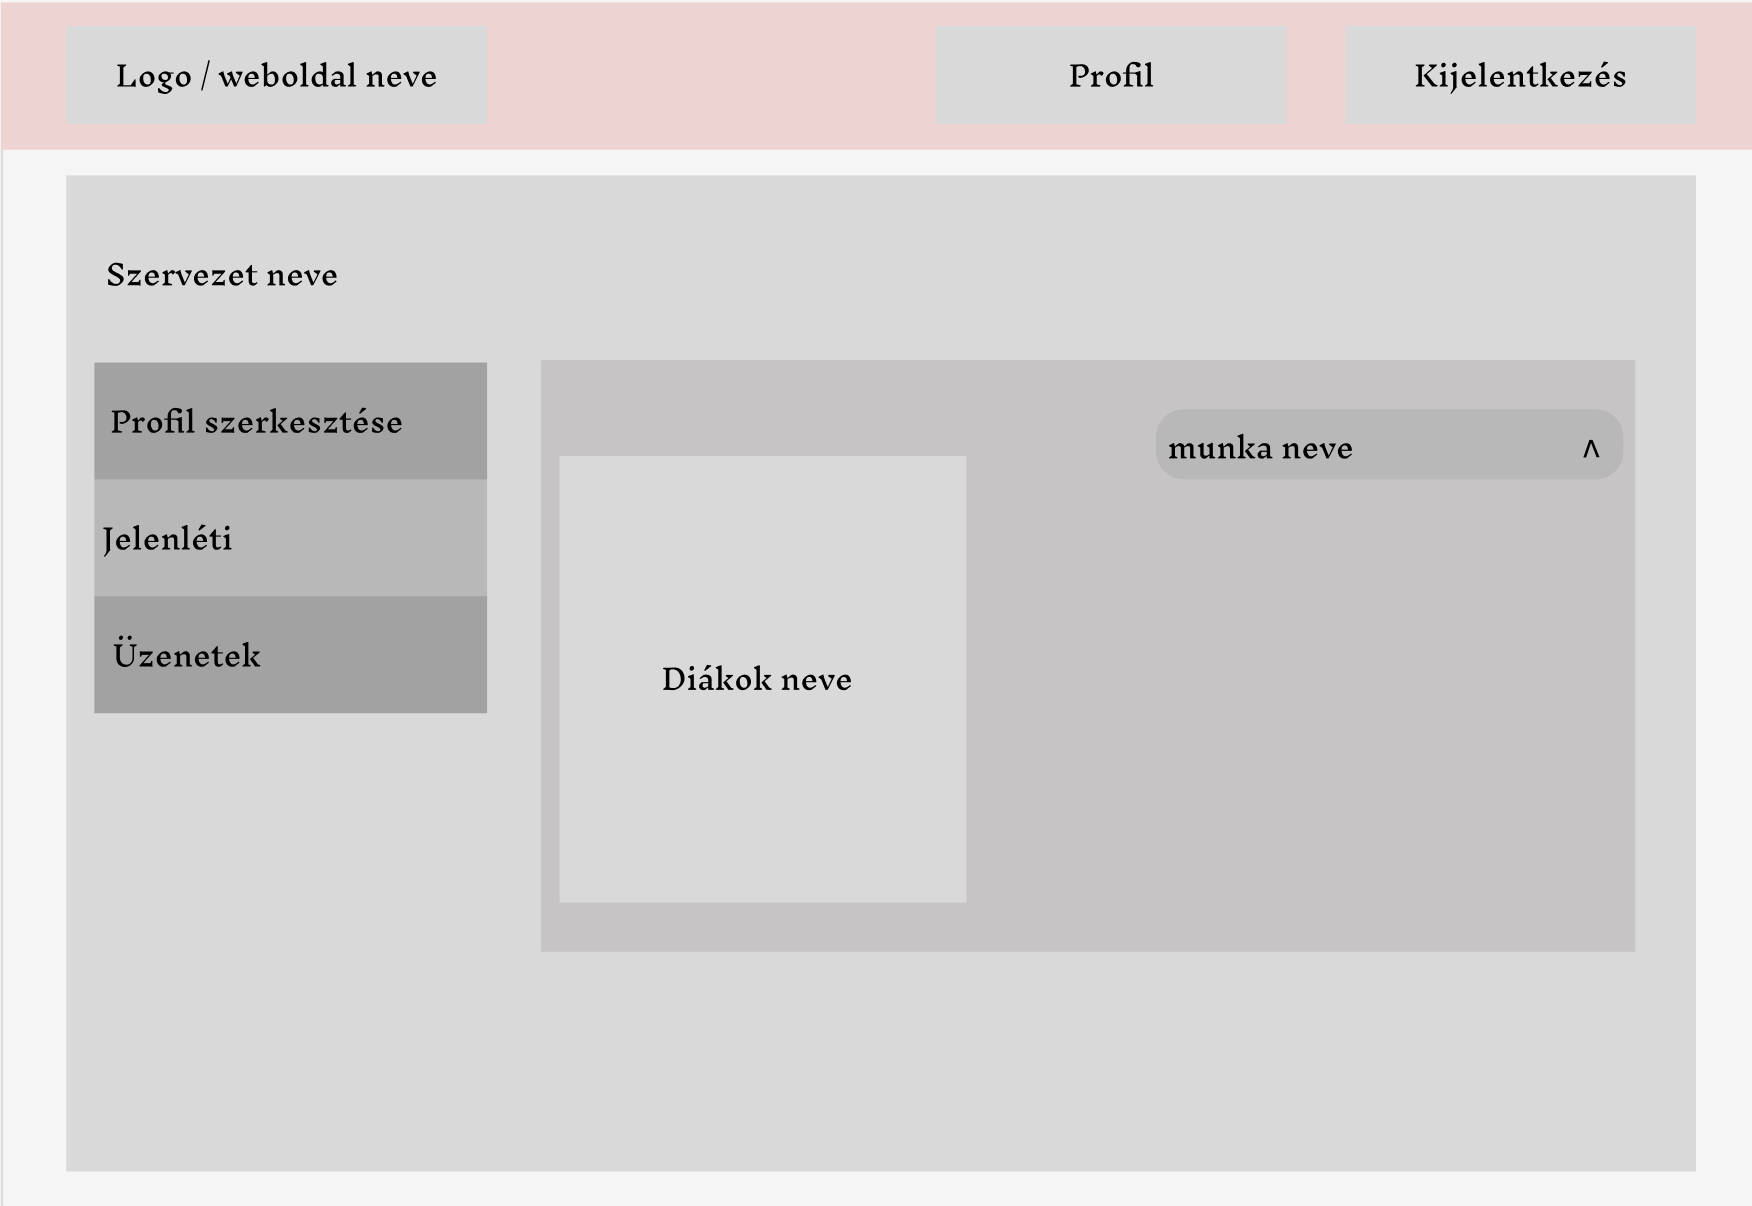 Logo / weboldal neve
Profil
Kijelentkezés
Szervezet neve
Profil szerkesztése
Jelenléti
Üzenetek
munka neve ^
Diákok neve